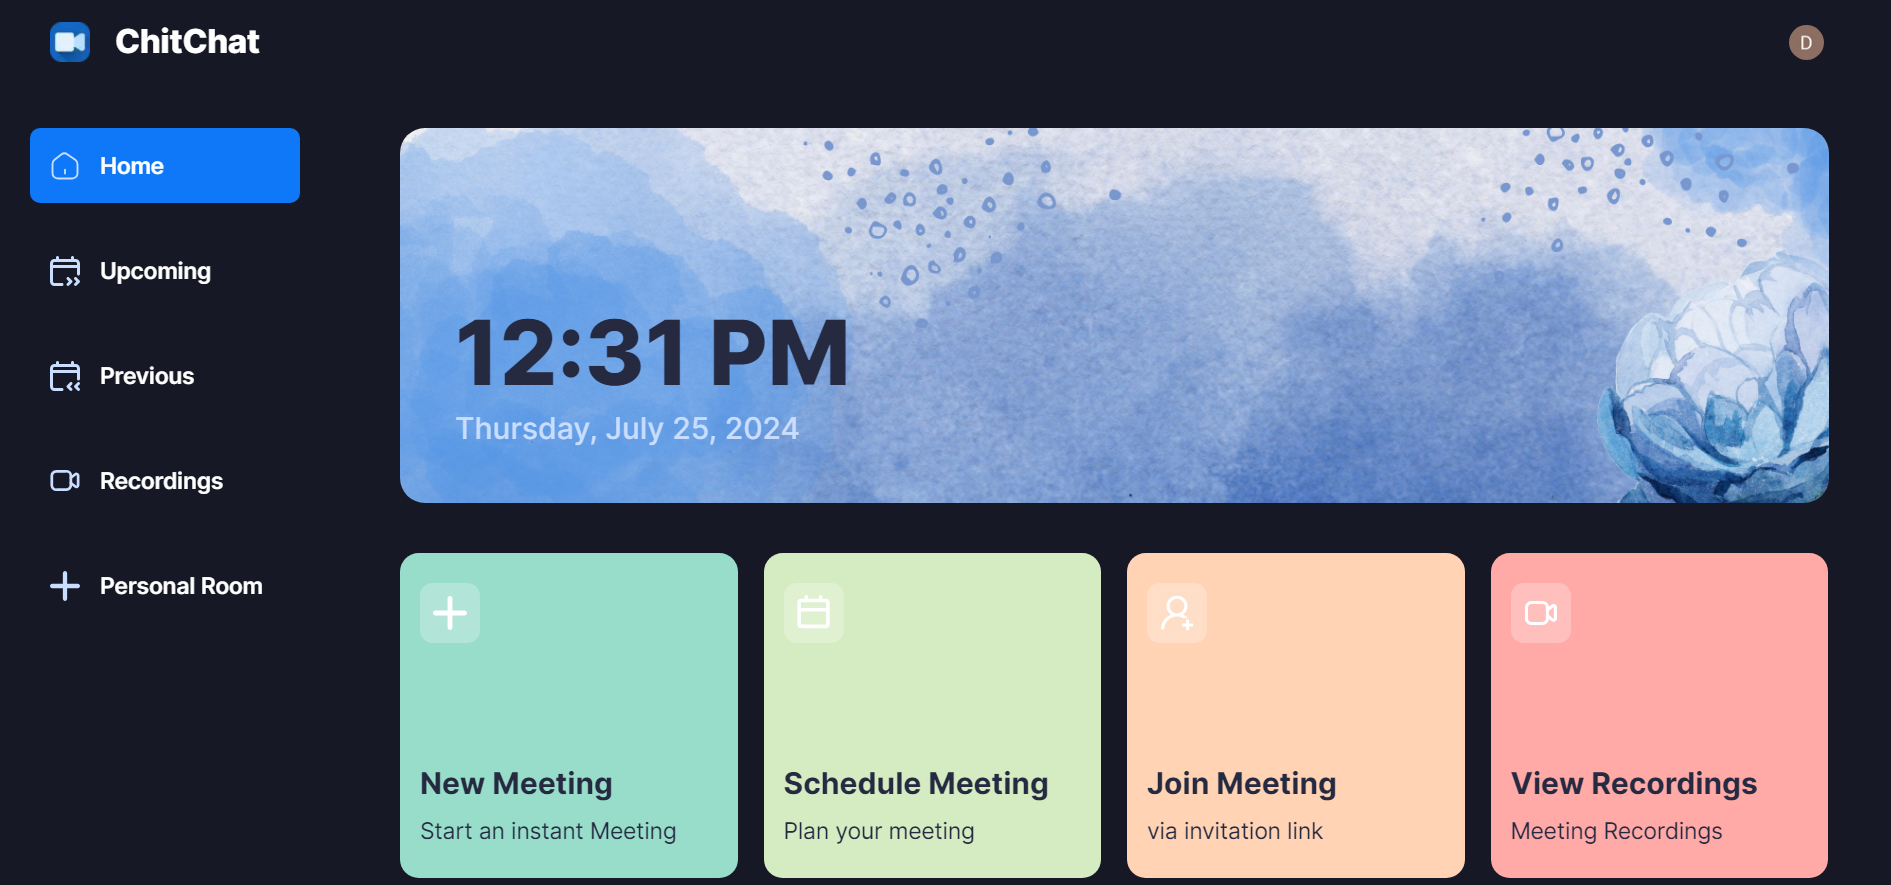 ChitChat
D
Home
Upcoming
Previous
Recordings
Personal Room
12:31 PM
Thursday, July 25, 2024
New Meeting
Start an instant Meeting
Schedule Meeting
Plan your meeting
Join Meeting
via invitation link
View Recordings
Meeting Recordings